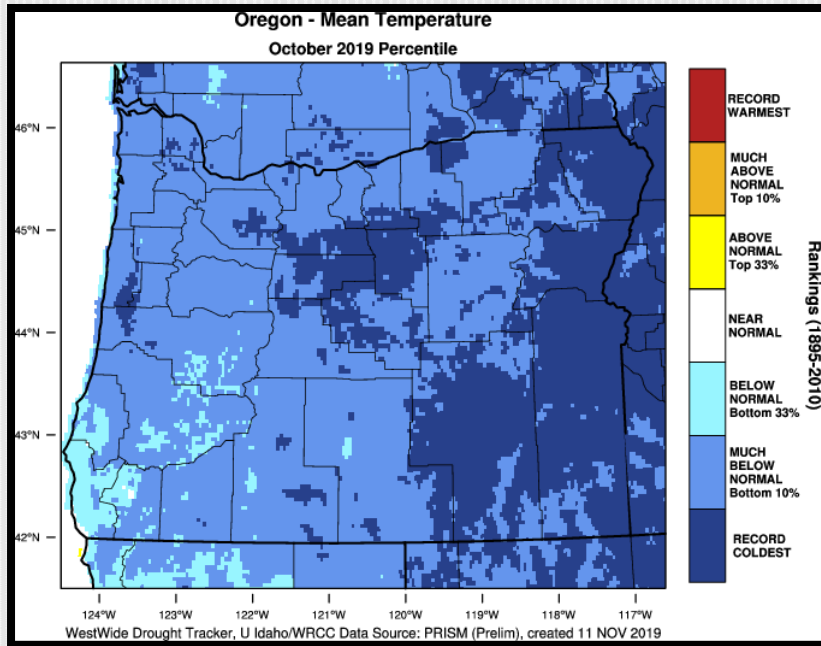 Oregon - Mean Temperature
October 2019 Percentile
46°N
45°N
44°N
43°N
42°N
124°W
123°W
122°W
121°W
120°W
119°W
118°W
117°W
RECORD
WARMEST
MUCH
ABOVE
NORMAL
Top 10%
ABOVE
NORMAL
Top 33%
NEAR
NORMAL
BELOW
NORMAL
Bottom 33%
MUCH
BELOW
NORMAL
Bottom 10%
RECORD
COLDEST
Rankings (1895-2010)
WestWide Drought Tracker, U Idaho/WRCC Data Source: PRISM (Prelim), created 11 NOV 2019